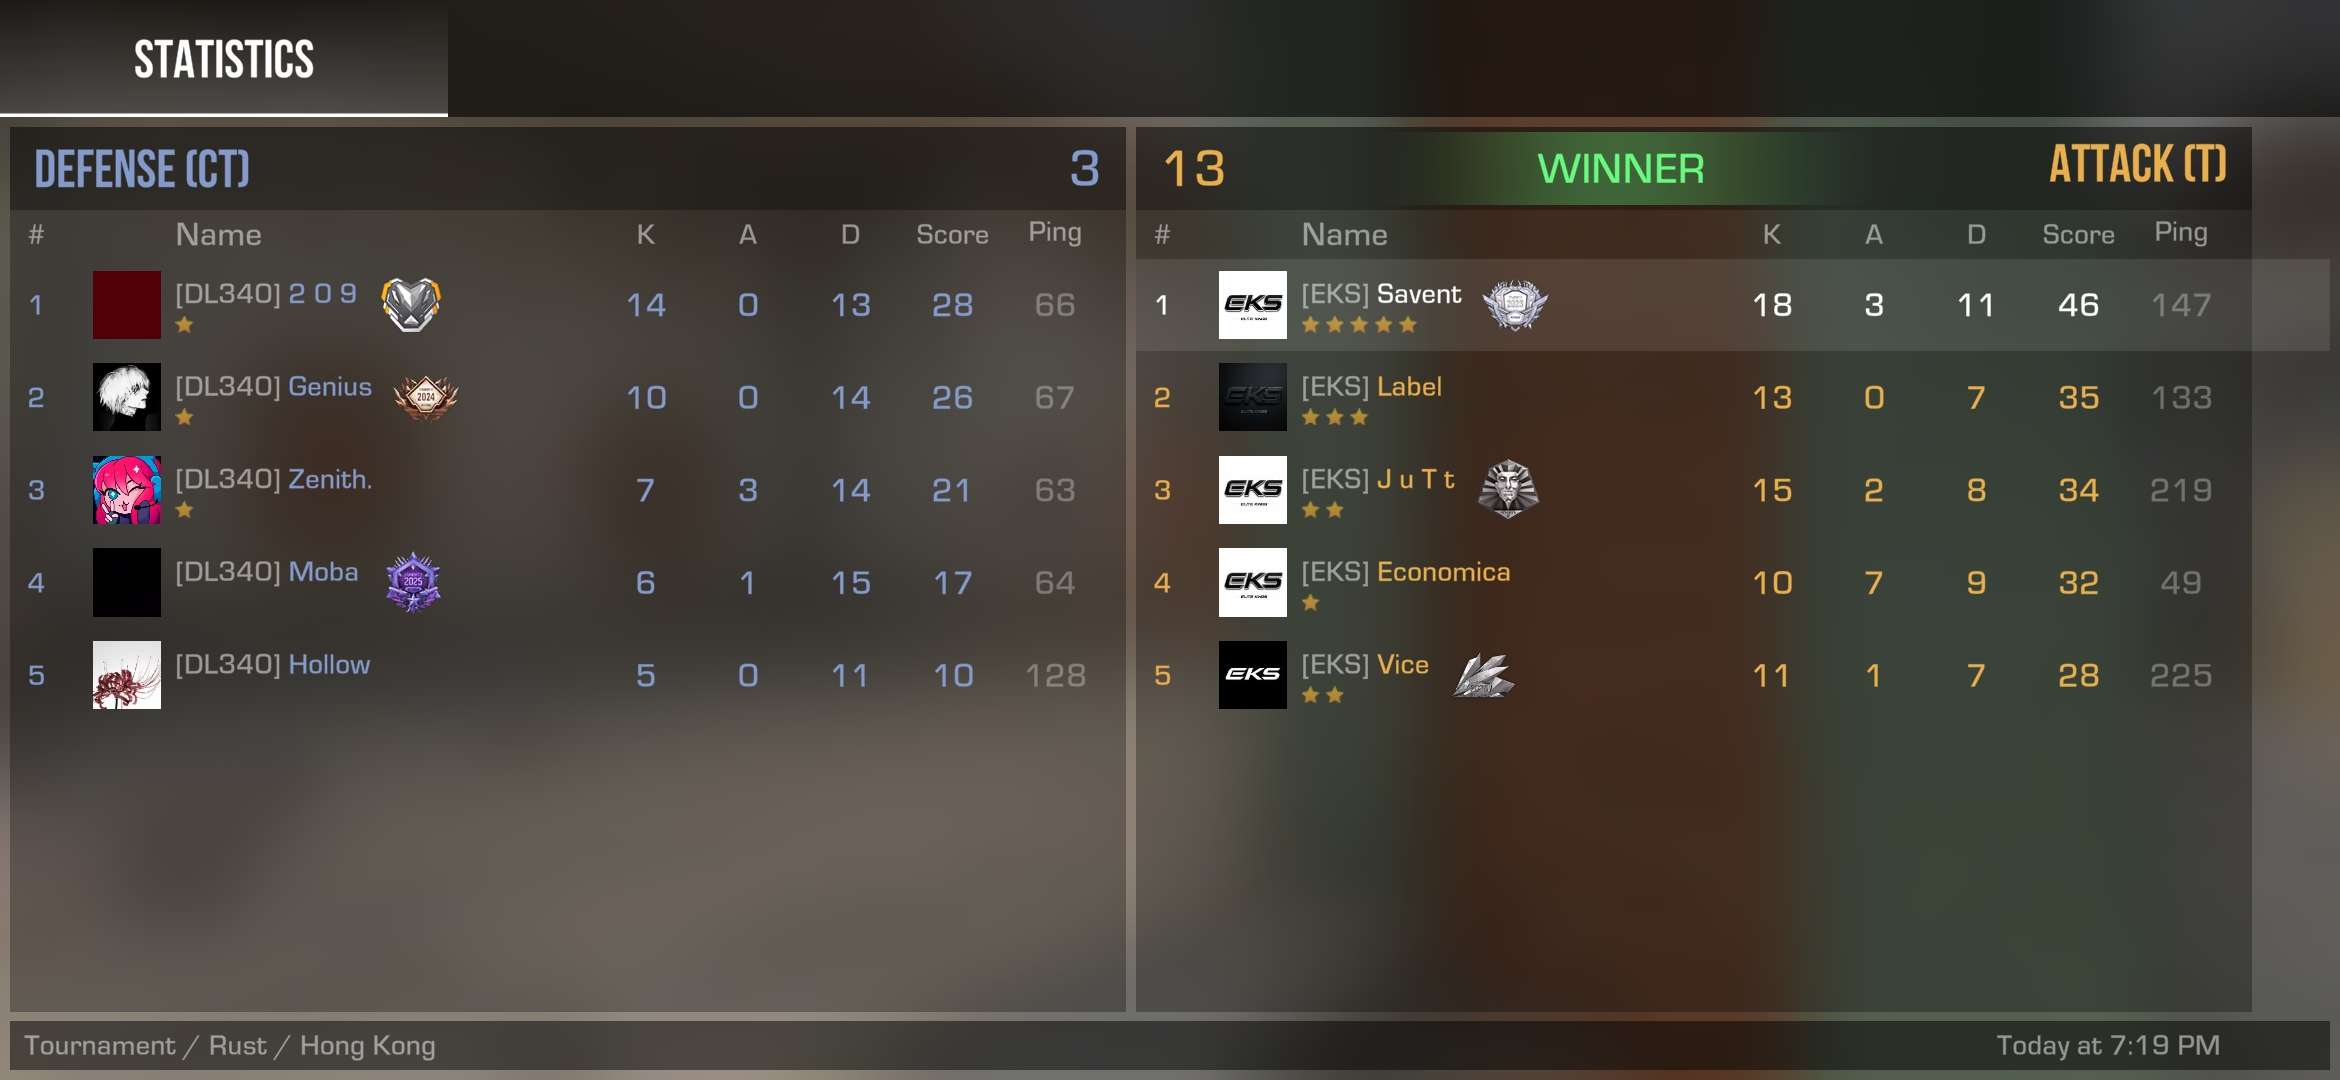 STATISTICS
DEFENSE (CT) 3
# Name K A D Score Ping
1 [DL340] 2 0 9 14 0 13 28 66
2 [DL340] Genius 2024 10 0 14 26 67
3 [DL340] Zenith. 7 3 14 21 63
4 [DL340] Moba 2025 6 1 15 17 64
5 [DL340] Hollow 5 0 11 10 128
13 WINNER ATTACK (T)
# Name K A D Score Ping
1 EKS [EKS] Savent 18 3 11 46 147
2 EKS [EKS] Label 13 0 7 35 133
3 EKS [EKS] J u T t 15 2 8 34 219
4 EKS [EKS] Economica 10 7 9 32 49
5 EKS [EKS] Vice 11 1 7 28 225
Tournament / Rust / Hong Kong
Today at 7:19 PM